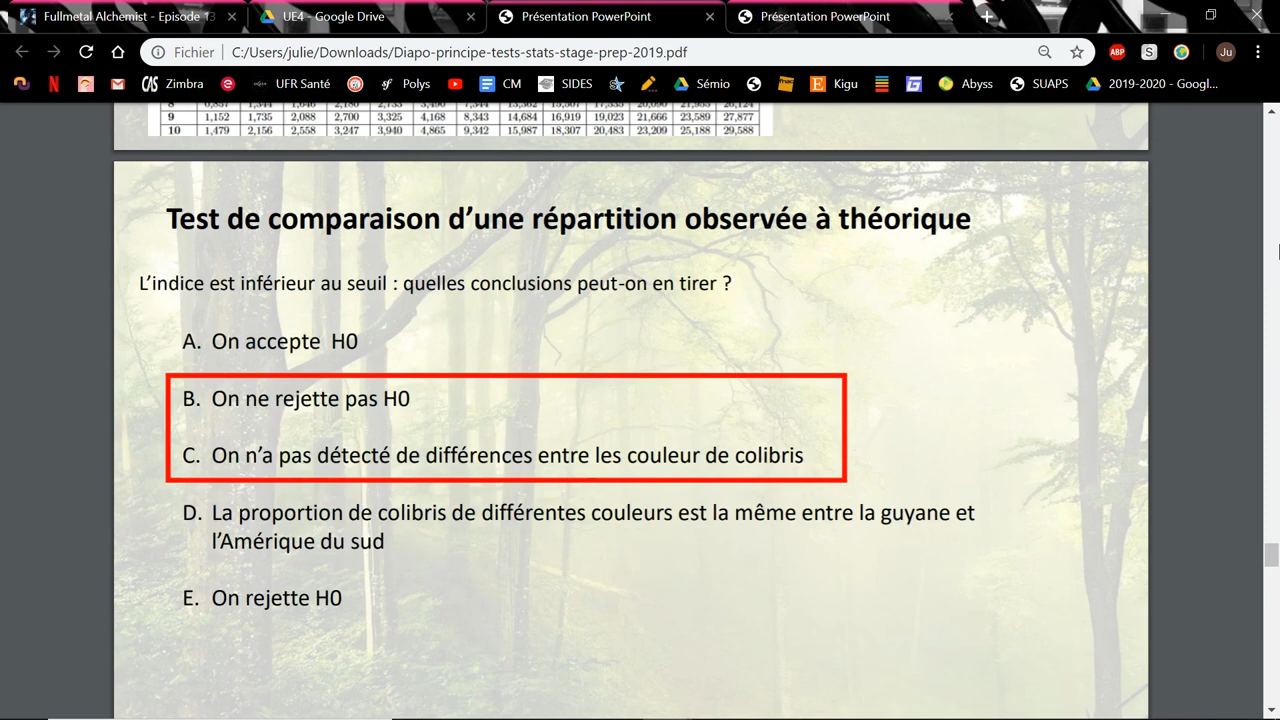 Fullmetal Alchemist - Episode 13
UE4 - Google Drive
Présentation PowerPoint
Présentation PowerPoint
Fichier
C:/Users/julie/Downloads/Diapo-principe-tests-stats-stage-prep-2019.pdf
ABP
S
Ju
Zimbra
UFR Santé
Polys
CM
SIDES
Sémio
Kigu
Abyss
SUAPS
2019-2020 - Googl...
9 1,152 1,735 2,088 2,700 3,325 4,168 8,343 14,684 16,919 19,023 21,666 23,589 27,877
10 1,479 2,156 2,558 3,247 3,940 4,865 9,342 15,987 18,307 20,483 23,209 25,188 29,588
Test de comparaison d’une répartition observée à théorique
L’indice est inférieur au seuil : quelles conclusions peut-on en tirer ?
A. On accepte H0
B. On ne rejette pas H0
C. On n’a pas détecté de différences entre les couleur de colibris
D. La proportion de colibris de différentes couleurs est la même entre la guyane et
l’Amérique du sud
E. On rejette H0